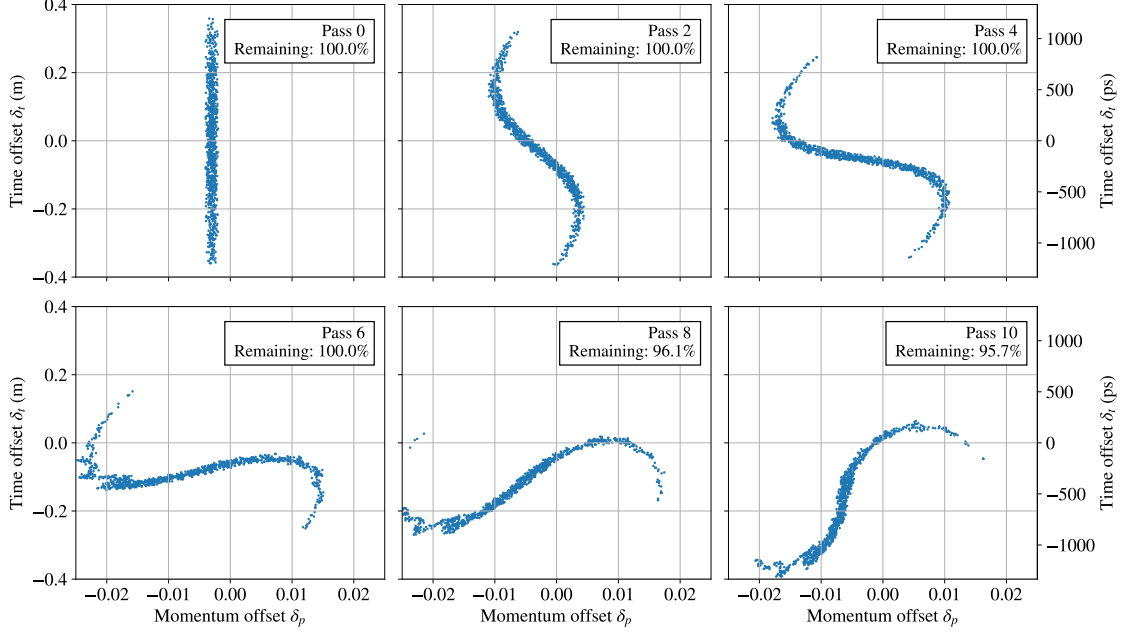 0.4
0.2
0.0
−0.2
−0.4
Time offset δt (m)
Pass 0
Remaining: 100.0%
Pass 2
Remaining: 100.0%
Pass 4
Remaining: 100.0%
1000
500
0
−500
−1000
Time offset δt (ps)
0.4
0.2
0.0
−0.2
−0.4
Time offset δt (m)
Pass 6
Remaining: 100.0%
Pass 8
Remaining: 96.1%
Pass 10
Remaining: 95.7%
1000
500
0
−500
−1000
Time offset δt (ps)
−0.02 −0.01 0.00 0.01 0.02
−0.02 −0.01 0.00 0.01 0.02
−0.02 −0.01 0.00 0.01 0.02
Momentum offset δp
Momentum offset δp
Momentum offset δp